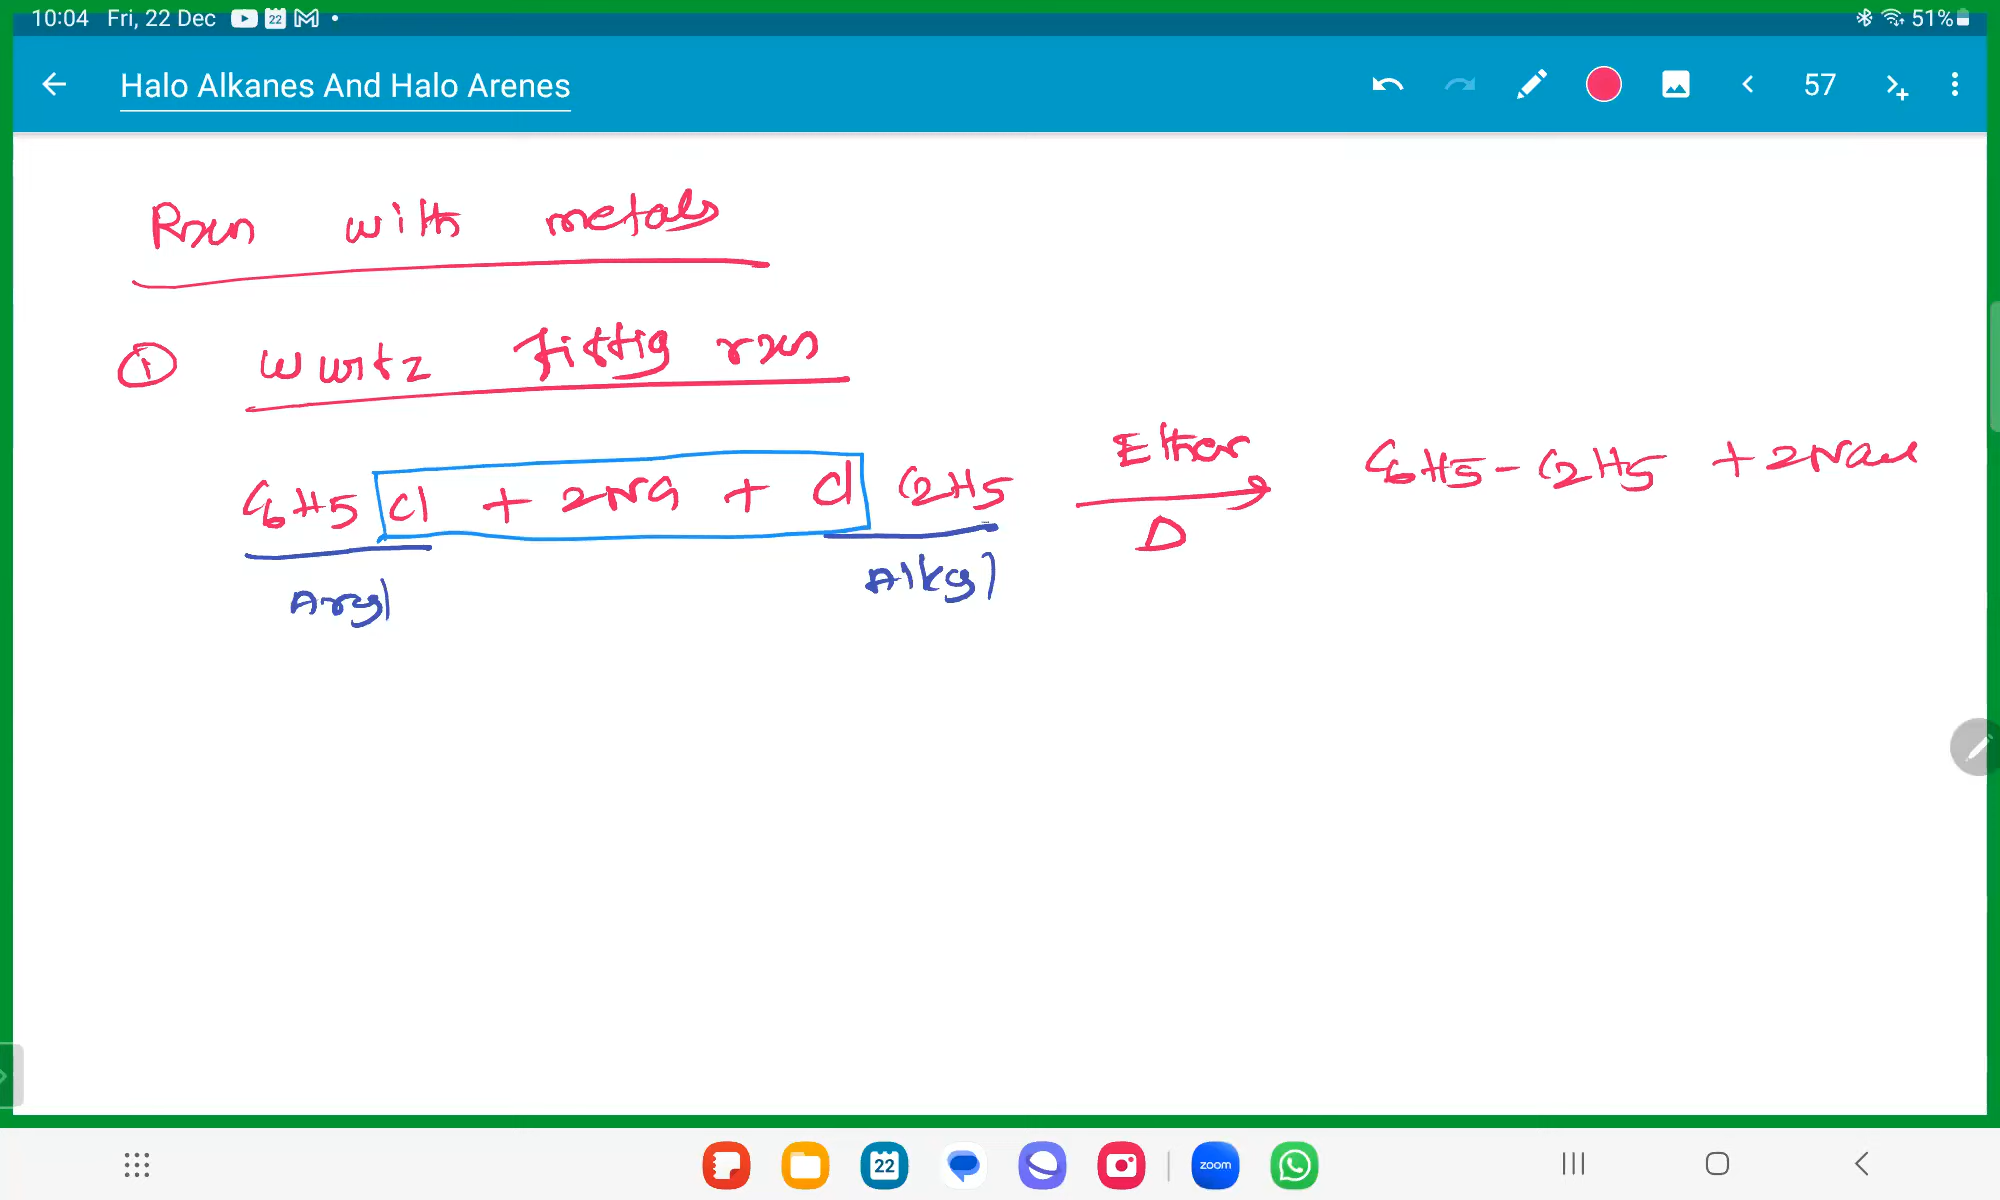 10:04 Fri, 22 Dec 22 51%
Halo Alkanes And Halo Arenes 57
Rxn with metals
① Wurtz Fittig rxn
C6H5 Cl + 2Na + Cl C2H5 Ether Δ C6H5 - C2H5 + 2NaCl
Aryl Alkyl
22 zoom